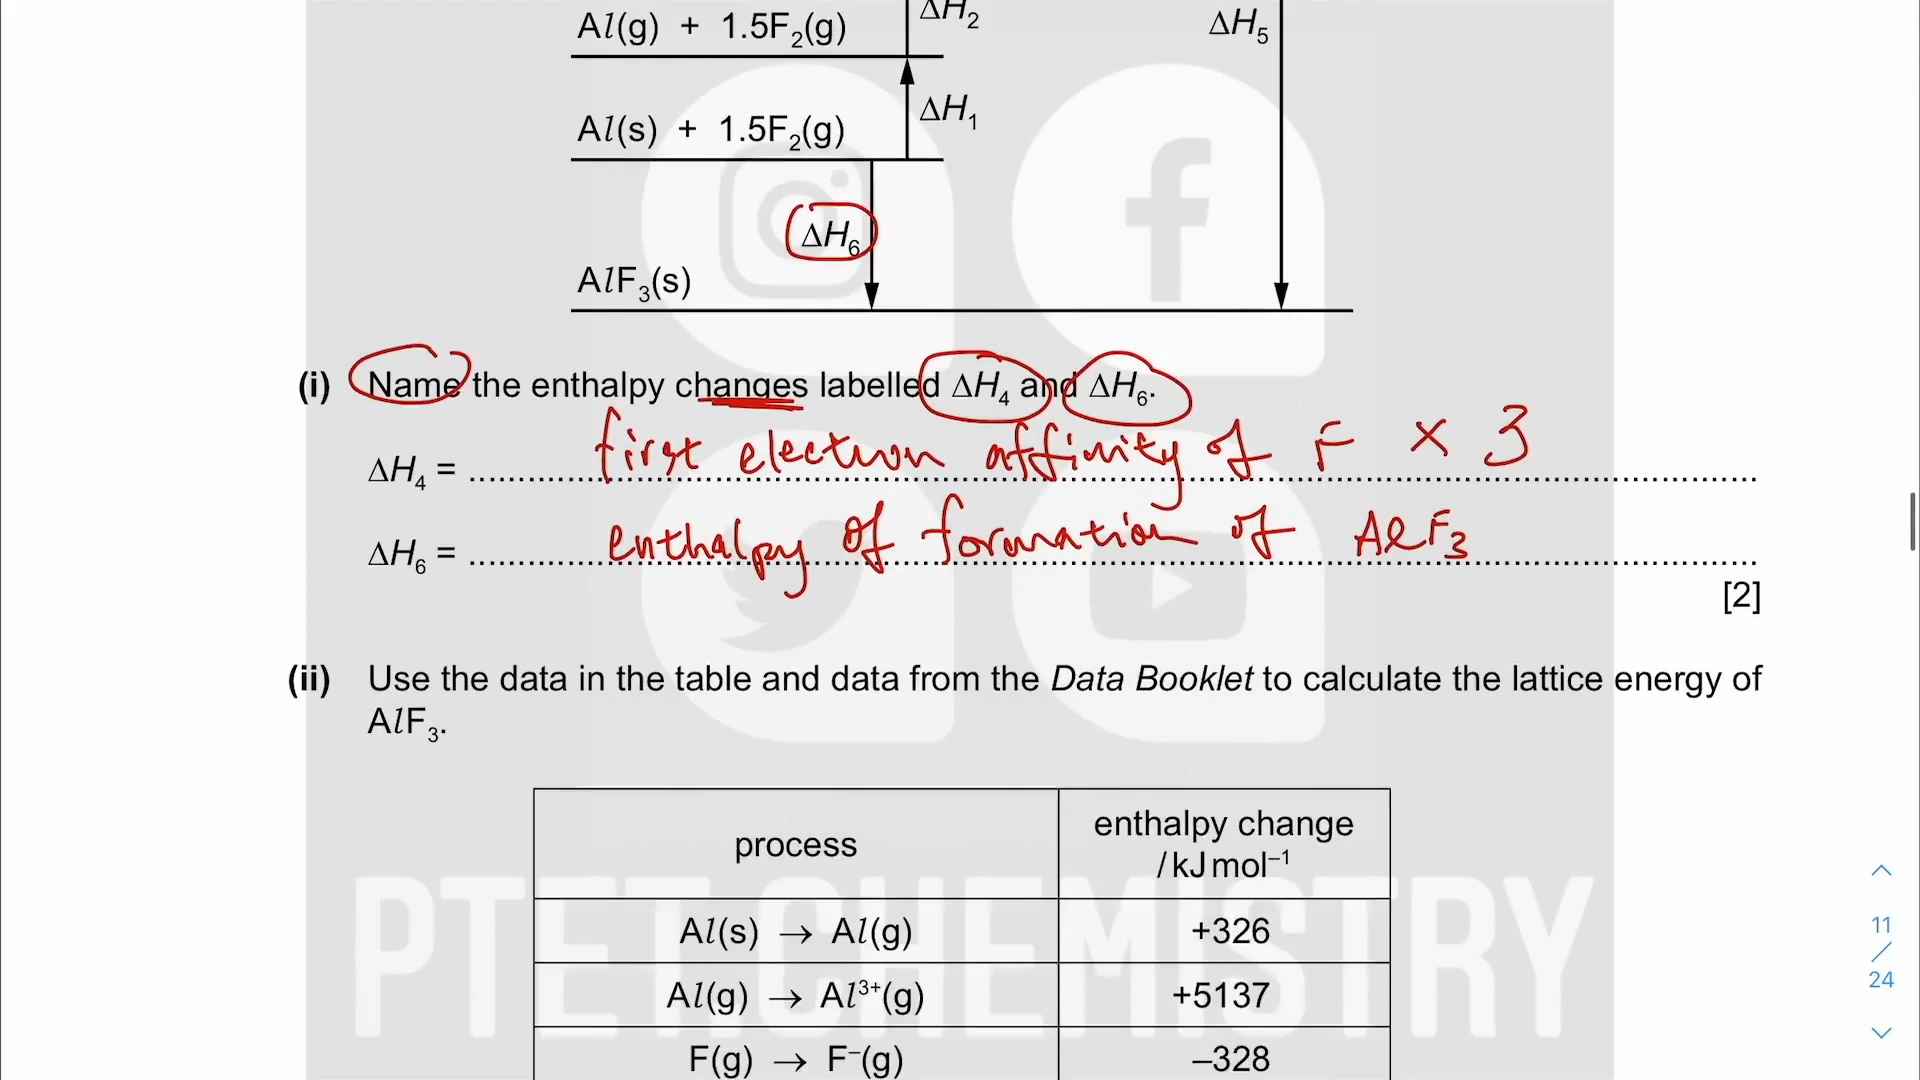 ΔH₂
Al(g) + 1.5F₂(g)
ΔH₅
ΔH₁
Al(s) + 1.5F₂(g)
ΔH₆
AlF₃(s)
(i) Name the enthalpy changes labelled ΔH₄ and ΔH₆.
ΔH₄ = first electron affinity of F × 3
ΔH₆ = enthalpy of formation of AlF₃
[2]
(ii) Use the data in the table and data from the Data Booklet to calculate the lattice energy of
AlF₃.
process enthalpy change
/ kJ mol⁻¹
Al(s) → Al(g) +326
Al(g) → Al³⁺(g) +5137
F(g) → F⁻(g) –328
PTET CHEMISTRY
11
/
24